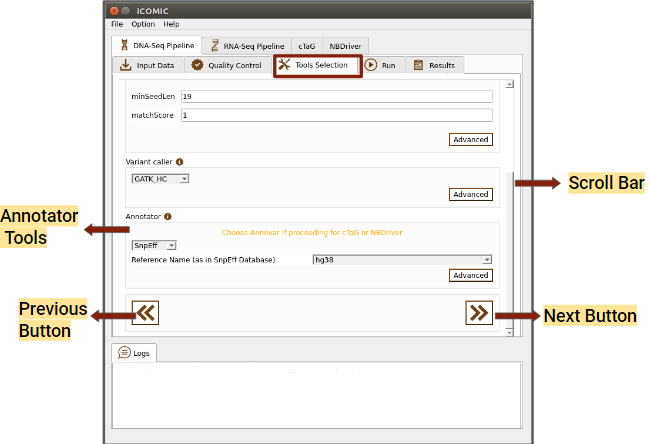 iCOMIC
File Option Help
DNA-Seq Pipeline RNA-Seq Pipeline cTaG NBDriver
Input Data Quality Control Tools Selection Run Results
minSeedLen 19
matchScore 1
Advanced
Variant caller i
GATK_HC
Advanced
Scroll Bar
Annotator
Tools
Annotator i
Choose Annovar if proceeding for cTaG or NBDriver
SnpEff
Reference Name (as in SnpEff Database) hg38
Advanced
Previous
Button
Next Button
Logs